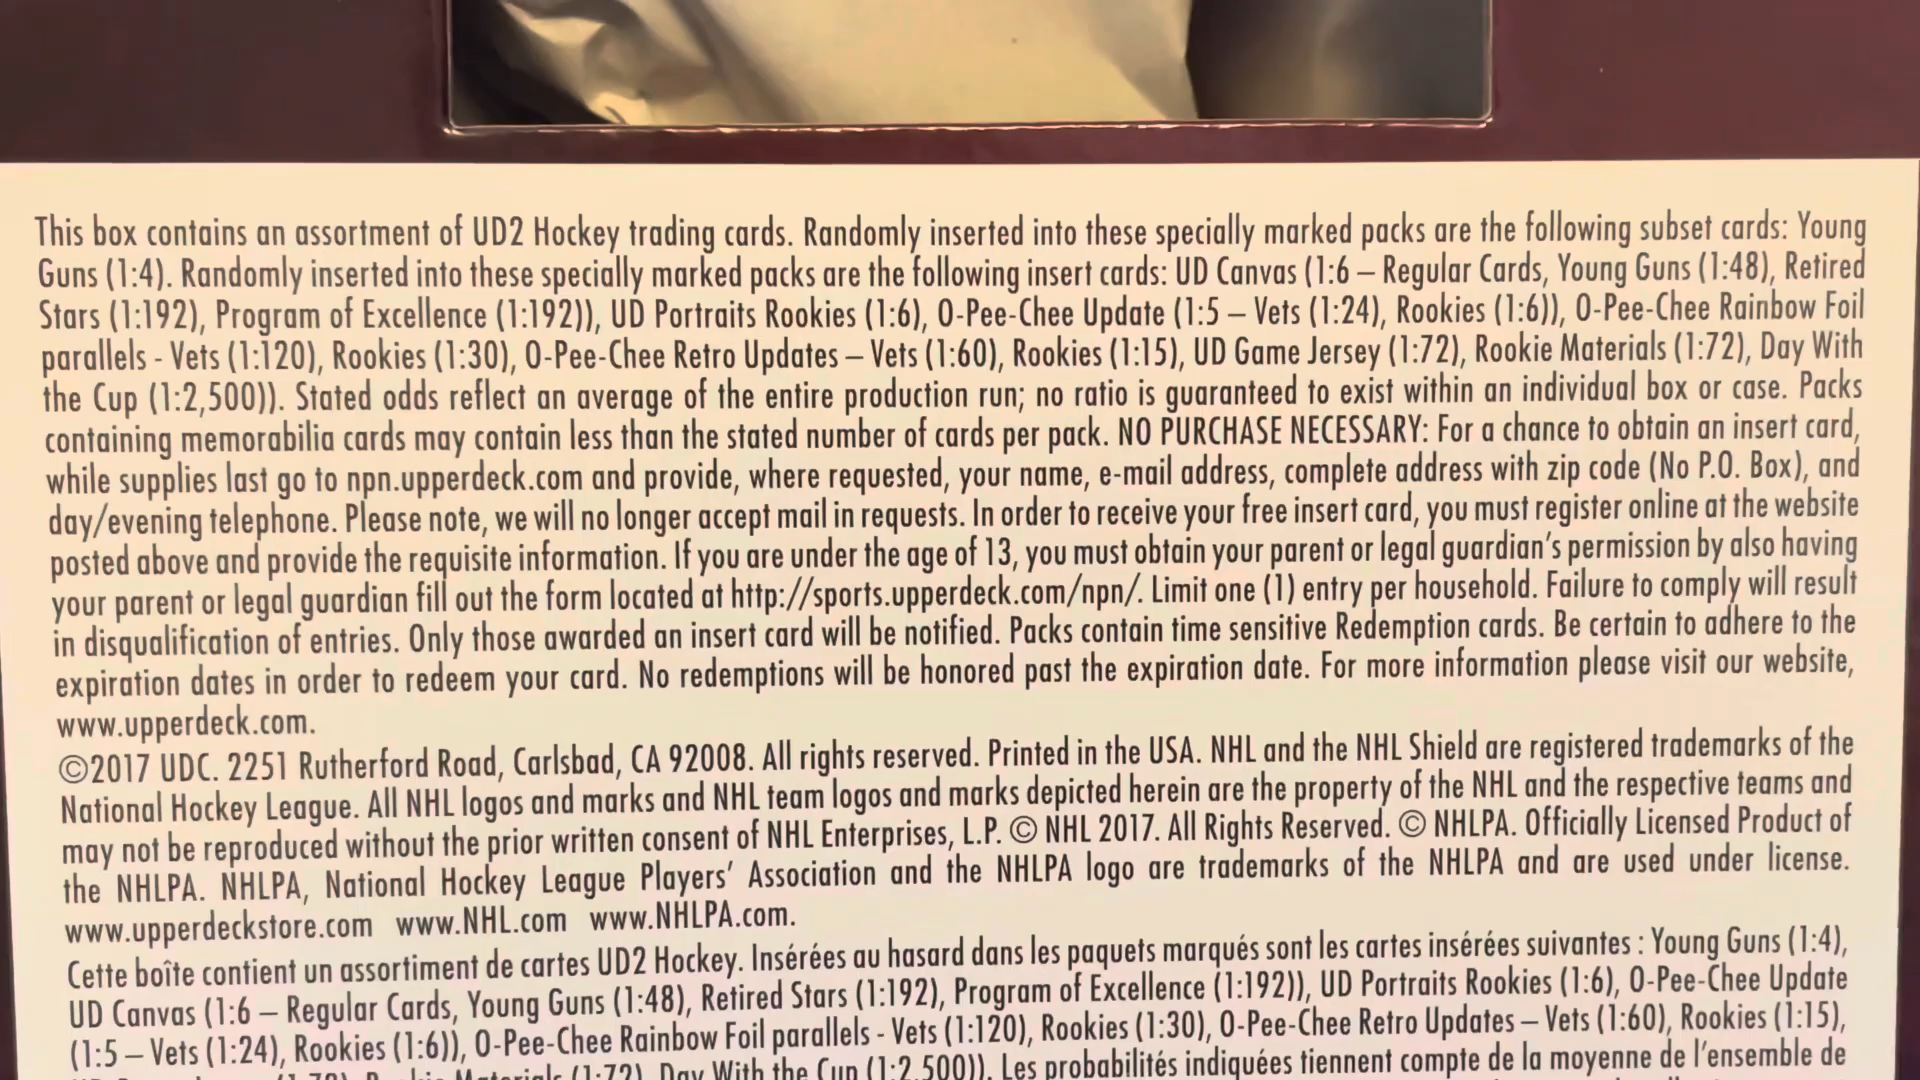 This box contains an assortment of UD2 Hockey trading cards. Randomly inserted into these specially marked packs are the following subset cards: Young
Guns (1:4). Randomly inserted into these specially marked packs are the following insert cards: UD Canvas (1:6 – Regular Cards, Young Guns (1:48), Retired
Stars (1:192), Program of Excellence (1:192)), UD Portraits Rookies (1:6), O-Pee-Chee Update (1:5 – Vets (1:24), Rookies (1:6)), O-Pee-Chee Rainbow Foil
parallels - Vets (1:120), Rookies (1:30), O-Pee-Chee Retro Updates – Vets (1:60), Rookies (1:15), UD Game Jersey (1:72), Rookie Materials (1:72), Day With
the Cup (1:2,500)). Stated odds reflect an average of the entire production run; no ratio is guaranteed to exist within an individual box or case. Packs
containing memorabilia cards may contain less than the stated number of cards per pack. NO PURCHASE NECESSARY: For a chance to obtain an insert card,
while supplies last go to npn.upperdeck.com and provide, where requested, your name, e-mail address, complete address with zip code (No P.O. Box), and
day/evening telephone. Please note, we will no longer accept mail in requests. In order to receive your free insert card, you must register online at the website
posted above and provide the requisite information. If you are under the age of 13, you must obtain your parent or legal guardian's permission by also having
your parent or legal guardian fill out the form located at http://sports.upperdeck.com/npn/. Limit one (1) entry per household. Failure to comply will result
in disqualification of entries. Only those awarded an insert card will be notified. Packs contain time sensitive Redemption cards. Be certain to adhere to the
expiration dates in order to redeem your card. No redemptions will be honored past the expiration date. For more information please visit our website,
www.upperdeck.com.
©2017 UDC. 2251 Rutherford Road, Carlsbad, CA 92008. All rights reserved. Printed in the USA. NHL and the NHL Shield are registered trademarks of the
National Hockey League. All NHL logos and marks and NHL team logos and marks depicted herein are the property of the NHL and the respective teams and
may not be reproduced without the prior written consent of NHL Enterprises, L.P. © NHL 2017. All Rights Reserved. © NHLPA. Officially Licensed Product of
the NHLPA. NHLPA, National Hockey League Players' Association and the NHLPA logo are trademarks of the NHLPA and are used under license.
www.upperdeckstore.com www.NHL.com www.NHLPA.com.
Cette boîte contient un assortiment de cartes UD2 Hockey. Insérées au hasard dans les paquets marqués sont les cartes insérées suivantes : Young Guns (1:4),
UD Canvas (1:6 – Regular Cards, Young Guns (1:48), Retired Stars (1:192), Program of Excellence (1:192)), UD Portraits Rookies (1:6), O-Pee-Chee Update
(1:5 – Vets (1:24), Rookies (1:6)), O-Pee-Chee Rainbow Foil parallels - Vets (1:120), Rookies (1:30), O-Pee-Chee Retro Updates – Vets (1:60), Rookies (1:15),
Materials (1:72), Day With the Cup (1:2,500)). Les probabilités indiquées tiennent compte de la moyenne de l'ensemble de